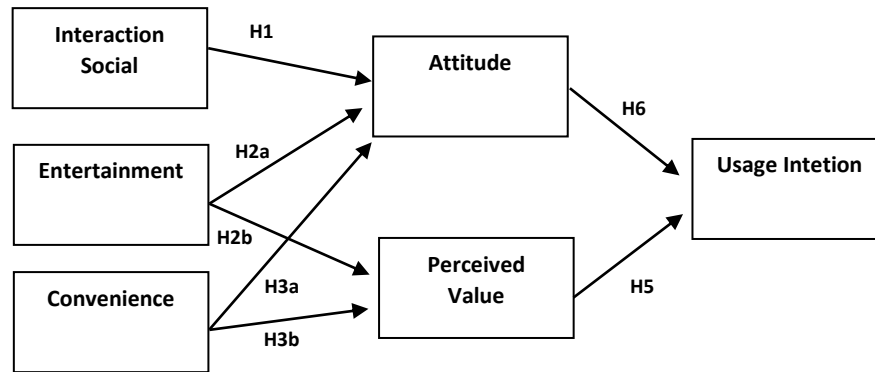 Interaction
Social
H1
Attitude
H6
Entertainment
H2a
Usage Intetion
H2b
Perceived
Value
Convenience
H3a
H5
H3b